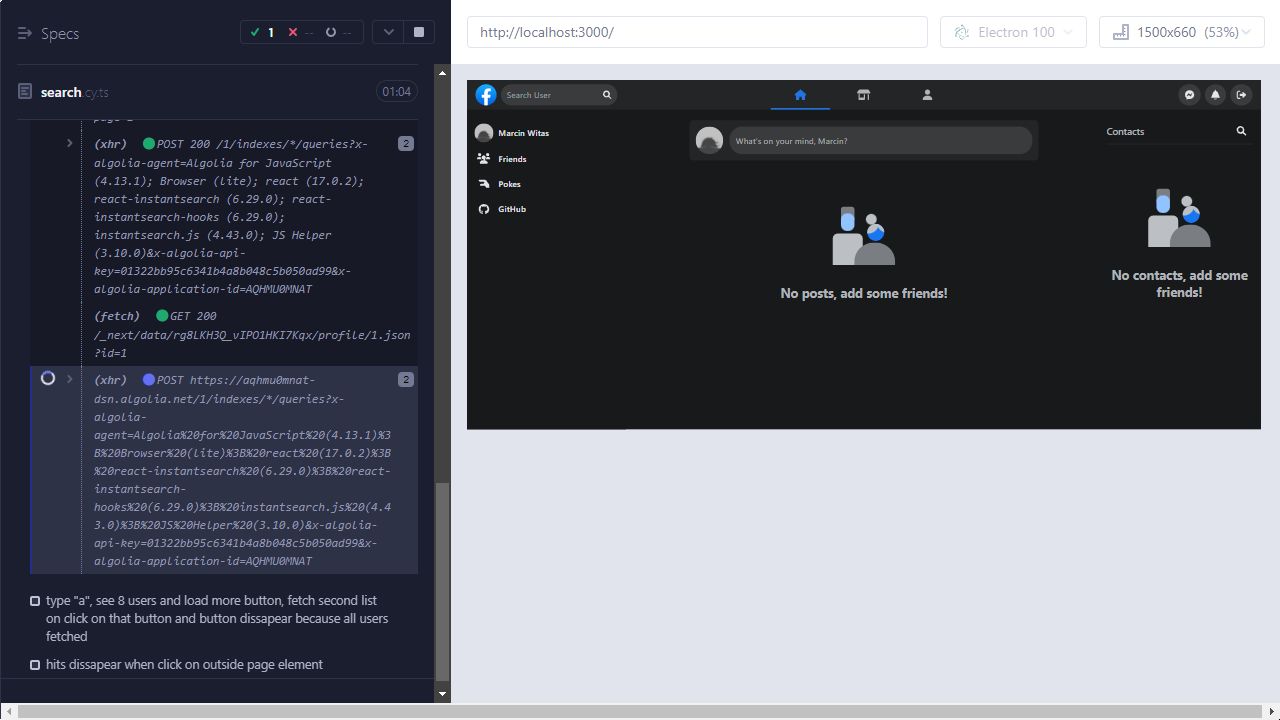 Specs
1
--
--
search cy.ts
01:04
(xhr) POST 200 /1/indexes/*/queries?x-
2
algolia-agent=Algolia for JavaScript
(4.13.1); Browser (lite); react (17.0.2);
react-instantsearch (6.29.0); react-
instantsearch-hooks (6.29.0);
instantsearch.js (4.43.0); JS Helper
(3.10.0)&x-algolia-api-
key=01322bb95c6341b4a8b048c5b050ad99&x-
algolia-application-id=AQHMU0MNAT
(fetch) GET 200
/_next/data/rg8LKH3Q_vIPO1HKI7Kqx/profile/1.json
?id=1
(xhr) POST https://aqhmu0mnat-
2
dsn.algolia.net/1/indexes/*/queries?x-
algolia-
agent=Algolia%20for%20JavaScript%20(4.13.1)%3
B%20Browser%20(lite)%3B%20react%20(17.0.2)%3B
%20react-instantsearch%20(6.29.0)%3B%20react-
instantsearch-
hooks%20(6.29.0)%3B%20instantsearch.js%20(4.4
3.0)%3B%20JS%20Helper%20(3.10.0)&x-algolia-
api-key=01322bb95c6341b4a8b048c5b050ad99&x-
algolia-application-id=AQHMU0MNAT
type "a", see 8 users and load more button, fetch second list
on click on that button and button dissapear because all users
fetched
hits dissapear when click on outside page element
http://localhost:3000/
Electron 100
1500x660 (53%)
Search User
Marcin Witas
Friends
Pokes
GitHub
What's on your mind, Marcin?
No posts, add some friends!
Contacts
No contacts, add some
friends!